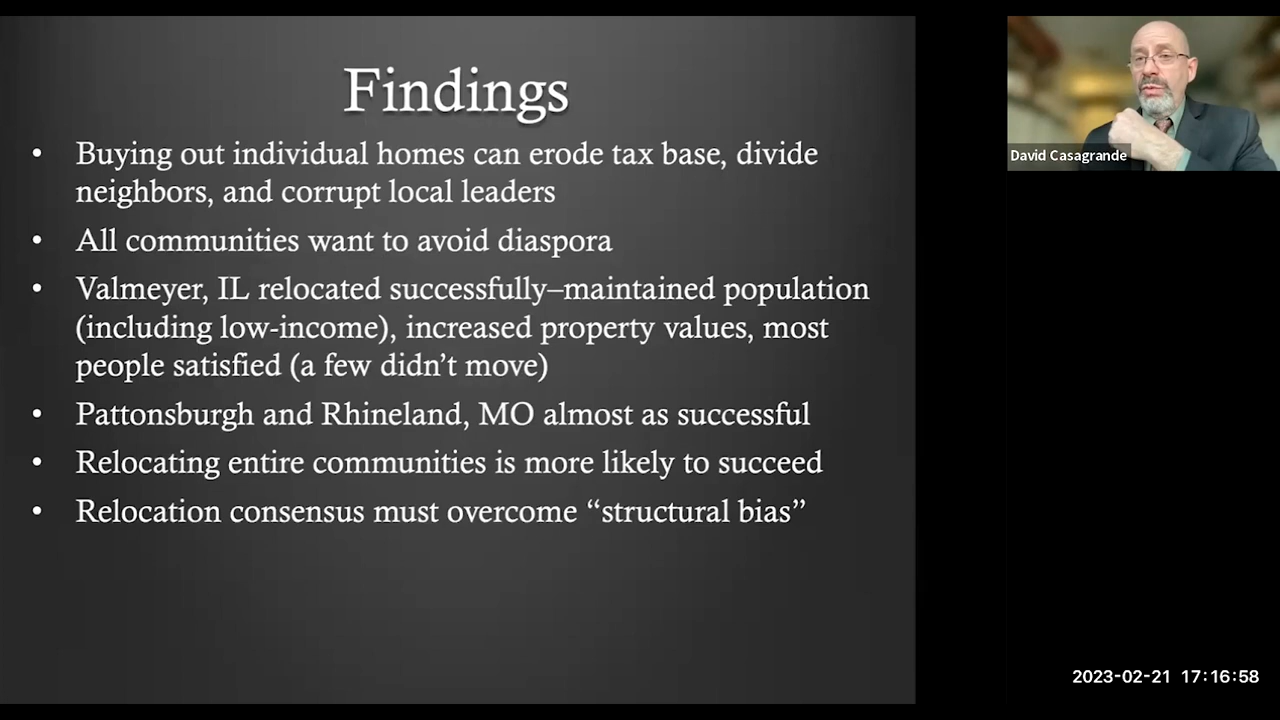 Findings
• Buying out individual homes can erode tax base, divide
neighbors, and corrupt local leaders
• All communities want to avoid diaspora
• Valmeyer, IL relocated successfully–maintained population
(including low-income), increased property values, most
people satisfied (a few didn’t move)
• Pattonsburgh and Rhineland, MO almost as successful
• Relocating entire communities is more likely to succeed
• Relocation consensus must overcome “structural bias”
David Casagrande
2023-02-21 17:16:58